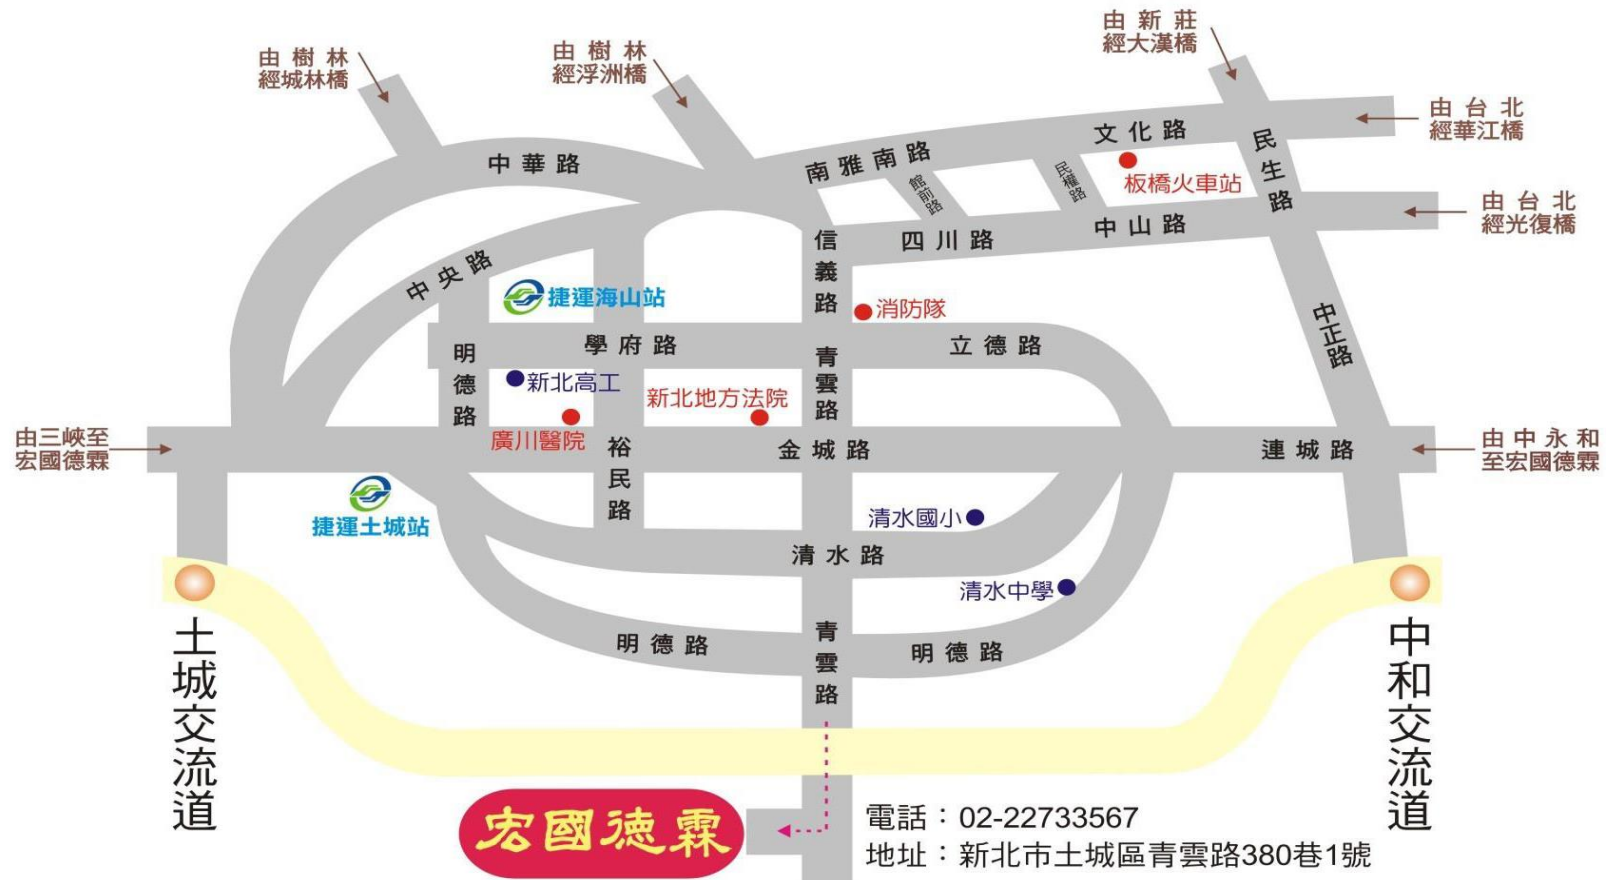 由新莊
經大漢橋
由樹林
經城林橋
由樹林
經浮洲橋
由台北
經華江橋
文化路
民生路
中華路
南雅南路
館前路
民權路
板橋火車站
由台北
經光復橋
中山路
四川路
信義路
中央路
捷運海山站
消防隊
中正路
學府路
立德路
明德路
青雲路
新北高工
新北地方法院
廣川醫院
由三峽至
宏國德霖
裕民路
金城路
連城路
由中永和
至宏國德霖
捷運土城站
清水國小
清水路
清水中學
土城交流道
明德路
青雲路
明德路
中和交流道
宏國德霖
電話：02-22733567
地址：新北市土城區青雲路380巷1號